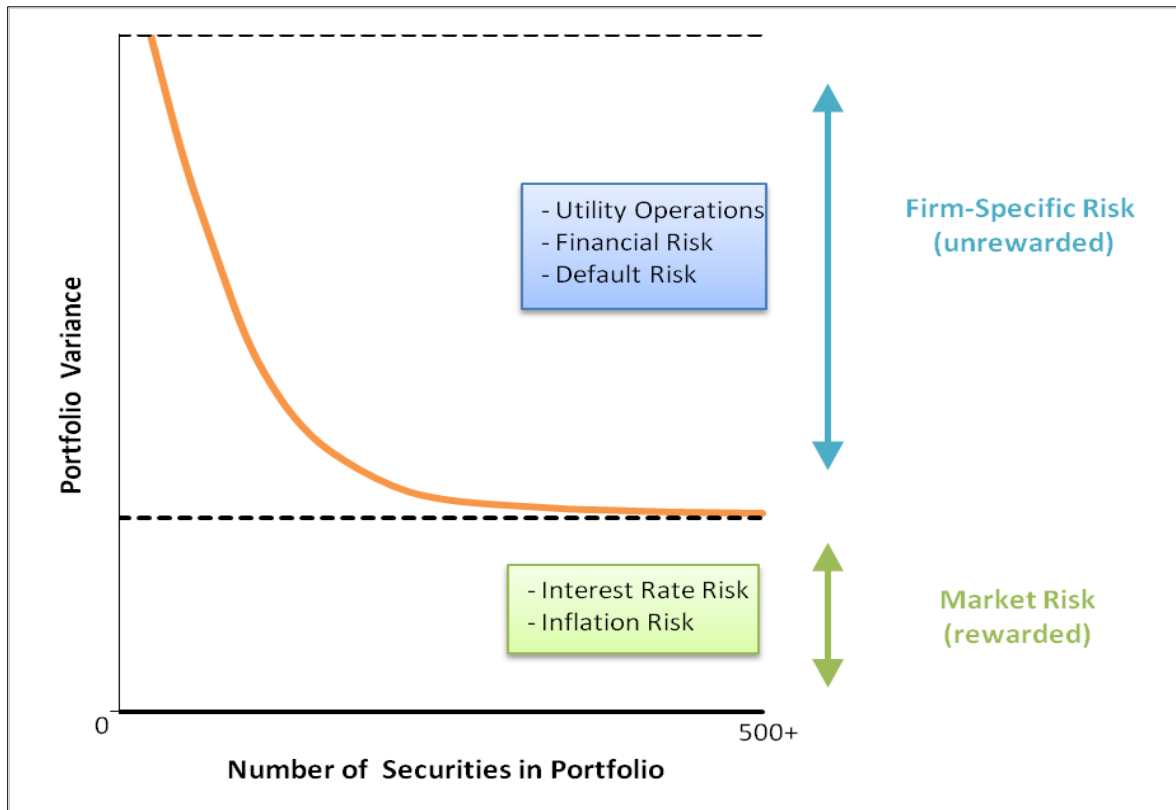 - Utility Operations
- Financial Risk
- Default Risk
Firm-Specific Risk
(unrewarded)
Portfolio Variance
- Interest Rate Risk
- Inflation Risk
Market Risk
(rewarded)
0
500+
Number of Securities in Portfolio